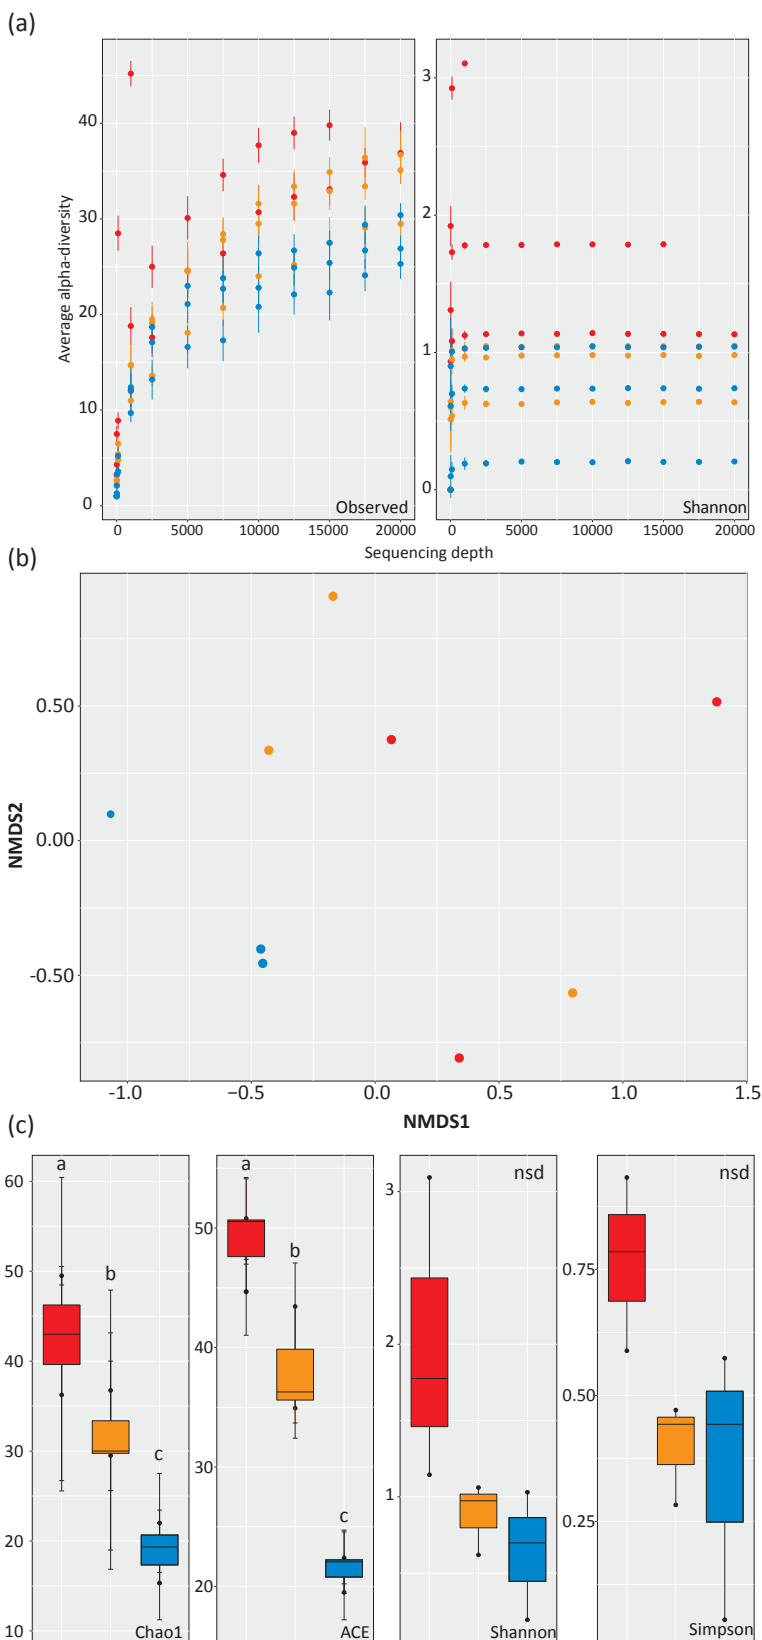 (a)
Average alpha-diversity
40
30
20
10
0
3
2
1
0
Observed
Shannon
0 5000 10000 15000 20000
0 5000 10000 15000 20000
Sequencing depth
(b)
NMDS2
0.50
0.00
-0.50
-1.0 −0.5 0.0 0.5 1.0 1.5
NMDS1
(c)
60
50
40
30
20
10
a
b
c
Chao1
50
40
30
20
a
b
c
ACE
3
2
1
nsd
Shannon
0.75
0.50
0.25
nsd
Simpson